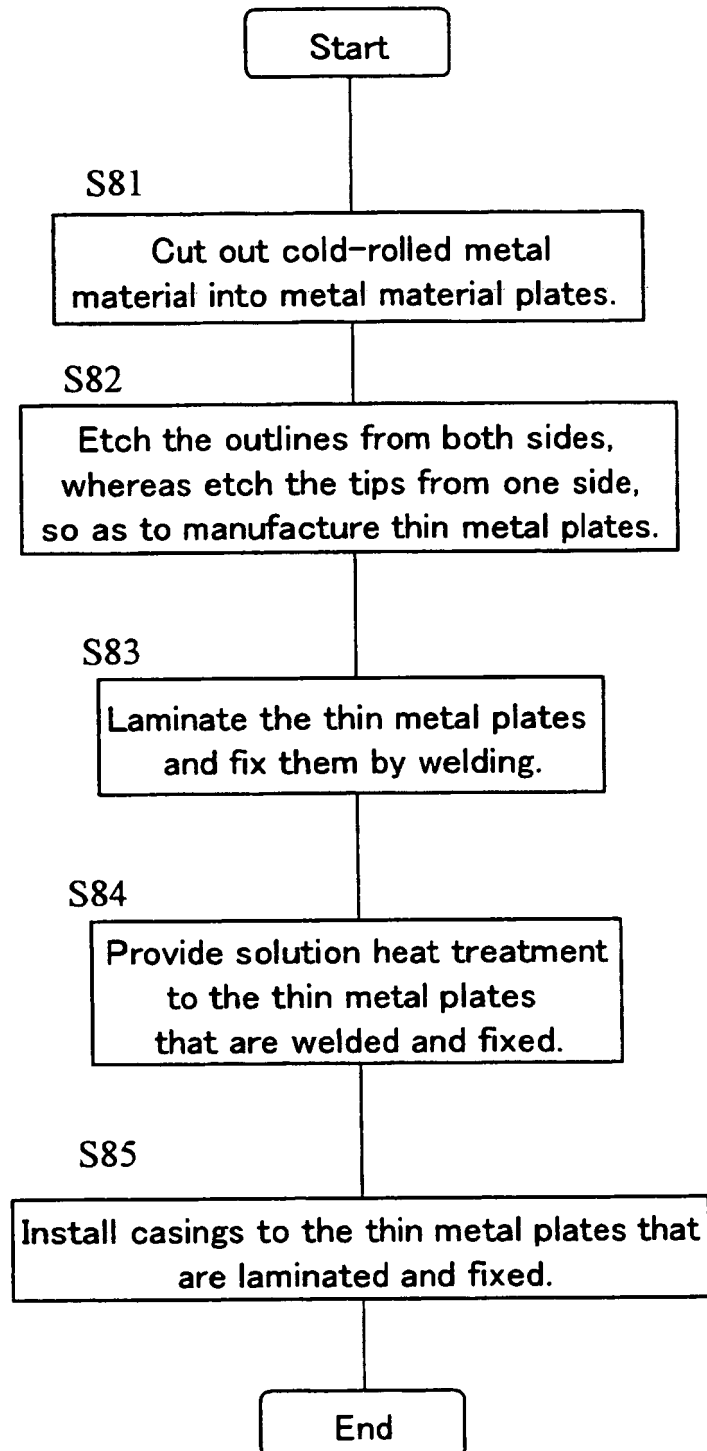 Start
S81
Cut out cold-rolled metal
material into metal material plates.
S82
Etch the outlines from both sides,
whereas etch the tips from one side,
so as to manufacture thin metal plates.
S83
Laminate the thin metal plates
and fix them by welding.
S84
Provide solution heat treatment
to the thin metal plates
that are welded and fixed.
S85
Install casings to the thin metal plates that
are laminated and fixed.
End